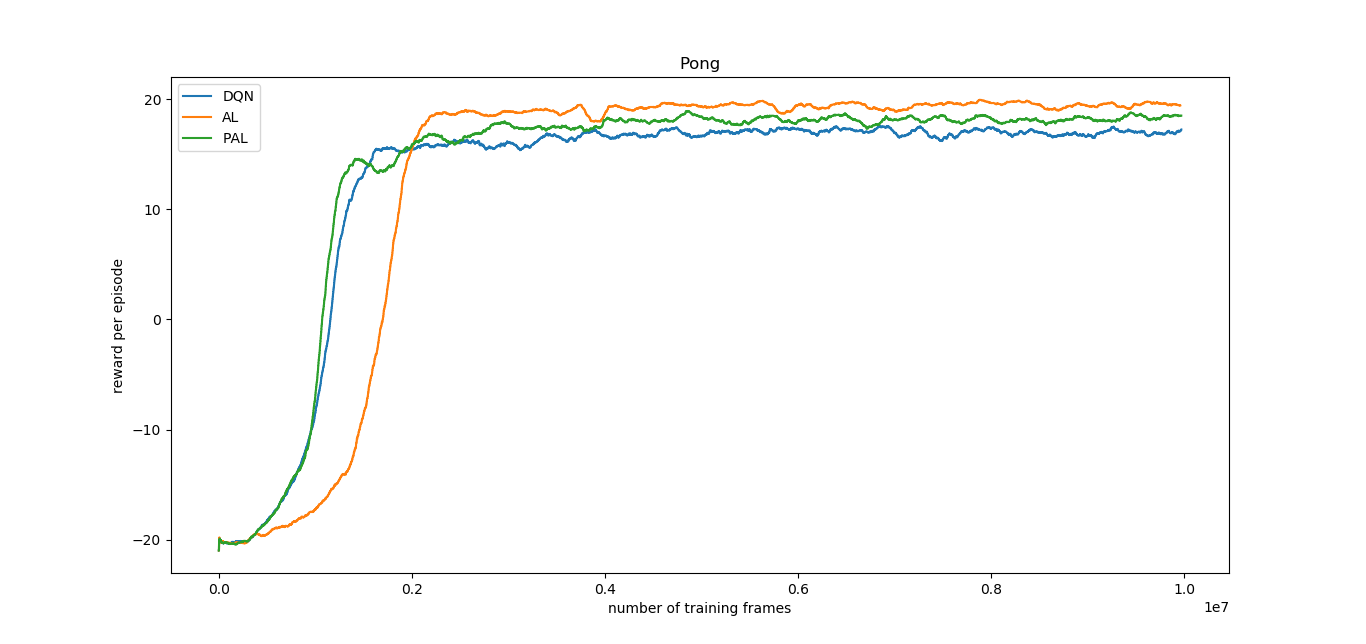 Pong
DQN
AL
PAL
reward per episode
20
10
0
−10
−20
0.0 0.2 0.4 0.6 0.8 1.0
1e7
number of training frames